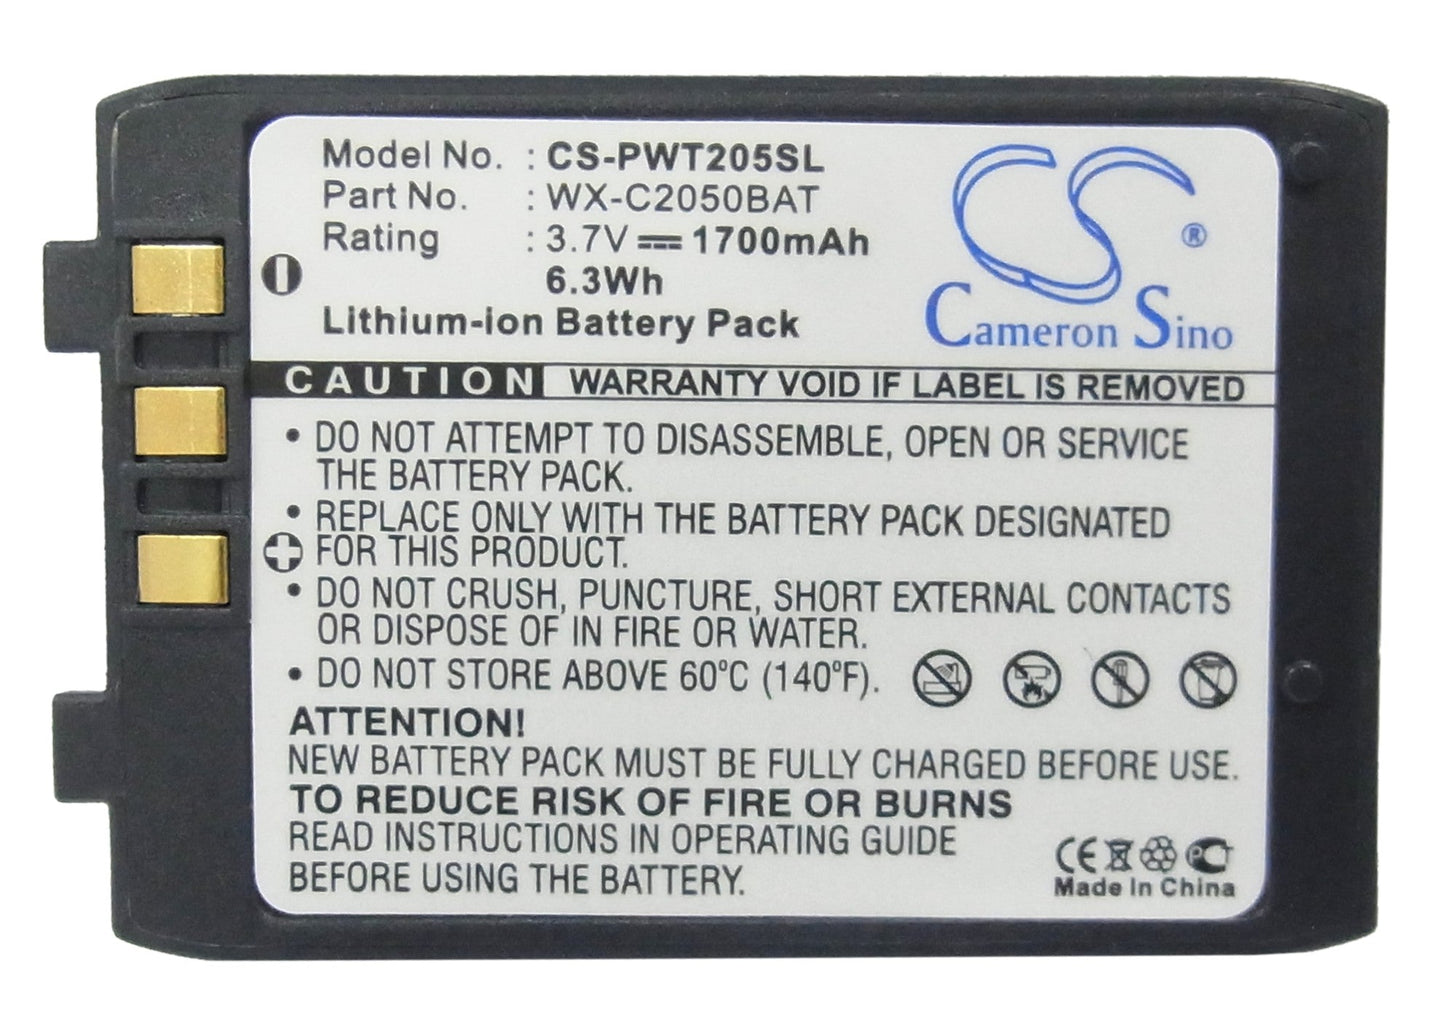 Model No. : CS-PWT205SL
Part No. : WX-C2050BAT
Rating : 3.7V 1700mAh
6.3Wh
Lithium-ion Battery Pack
CS ®
Cameron Sino
CAUTION WARRANTY VOID IF LABEL IS REMOVED
• DO NOT ATTEMPT TO DISASSEMBLE, OPEN OR SERVICE
THE BATTERY PACK.
• REPLACE ONLY WITH THE BATTERY PACK DESIGNATED
FOR THIS PRODUCT.
• DO NOT CRUSH, PUNCTURE, SHORT EXTERNAL CONTACTS
OR DISPOSE OF IN FIRE OR WATER.
• DO NOT STORE ABOVE 60°C (140°F).
ATTENTION!
NEW BATTERY PACK MUST BE FULLY CHARGED BEFORE USE.
TO REDUCE RISK OF FIRE OR BURNS
READ INSTRUCTIONS IN OPERATING GUIDE
BEFORE USING THE BATTERY.
CE
Made in China